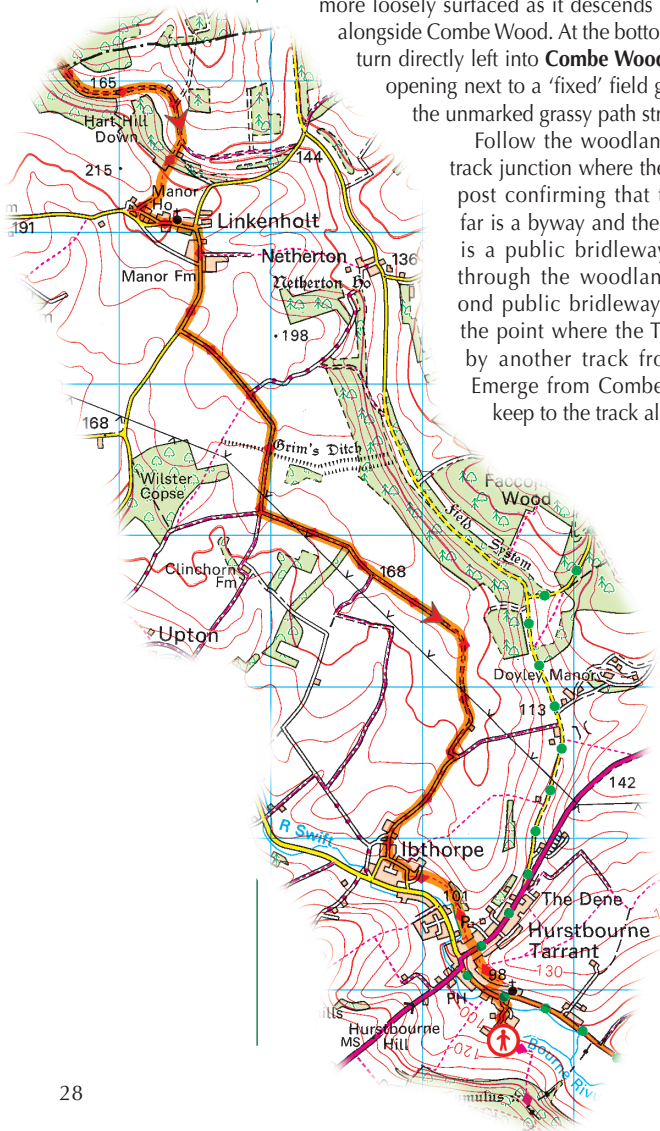 more loosely surfaced as it descends
alongside Combe Wood. At the botto
turn directly left into Combe Wood
opening next to a ‘fixed’ field g
the unmarked grassy path str
Follow the woodlan
track junction where the
post confirming that t
far is a byway and the
is a public bridleway
through the woodlan
ond public bridleway
the point where the T
by another track fro
Emerge from Combe
keep to the track al
165
Hart Hill
Down
144
215
Manor
Ho
Linkenholt
191
Netherton
136
Manor Fm
Netherton Ho
198
168
Grim's Ditch
Wilster
Copse
Wood
Field System
168
Clinchorn
Fm
Upton
Doyley Manor
113
142
R Swift
Ibthorpe
101
The Dene
P
Hurstbourne
Tarrant
130
98
PH
100
ills
Hurstbourne
Hill
MS
120
Bourne Riv
mulus
28